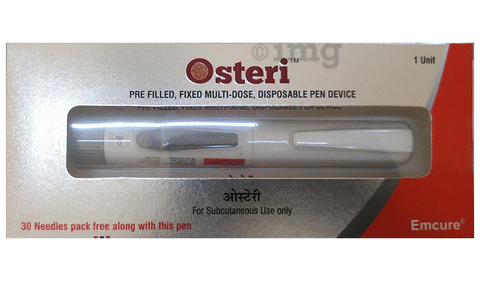 ©img
Osteri™
1 Unit
PRE FILLED, FIXED MULTI-DOSE, DISPOSABLE PEN DEVICE
ओस्टेरी
For Subcutaneous Use only
30 Needles pack free along with this pen
Emcure®